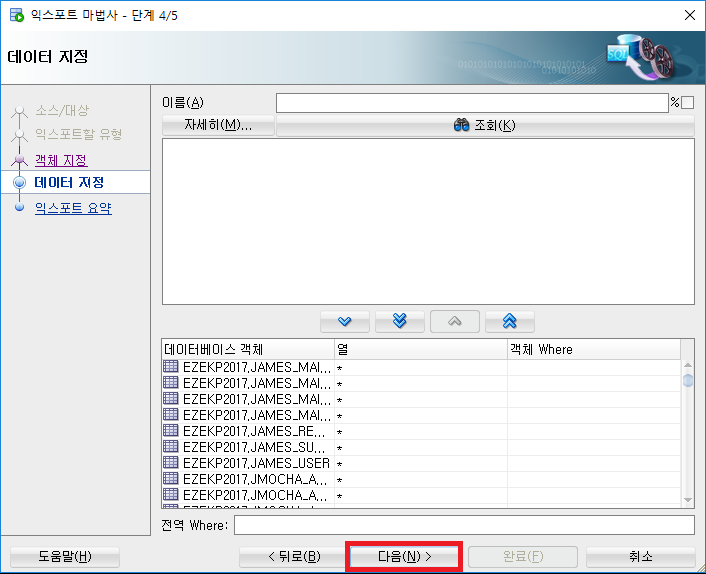 익스포트 마법사 - 단계 4/5
데이터 지정
SQL
소스/대상
익스포트할 유형
객체 지정
데이터 지정
익스포트 요약
이름(A)
%
자세히(M)...
조회(K)
데이터베이스 객체 열 객체 Where
EZEKP2017.JAMES_MAI... *
EZEKP2017.JAMES_MAI... *
EZEKP2017.JAMES_MAI... *
EZEKP2017.JAMES_MAI... *
EZEKP2017.JAMES_RE... *
EZEKP2017.JAMES_SU... *
EZEKP2017.JAMES_USER *
EZEKP2017.JMOCHA_A... *
EZEKP2017.JMOCHA_A... *
전역 Where:
도움말(H) < 뒤로(B) 다음(N) > 완료(F) 취소